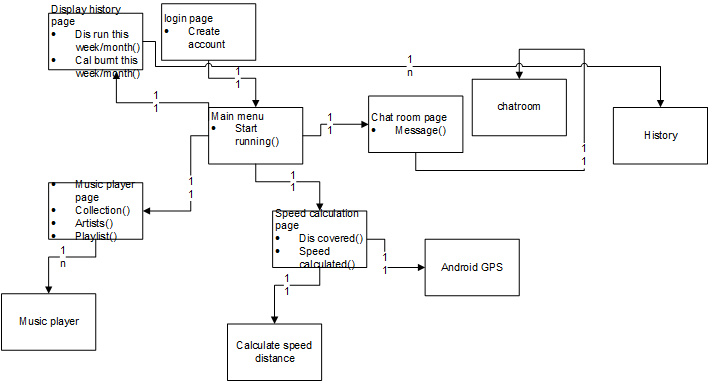 Display history
page
• Dis run this
week/month()
• Cal burnt this
week/month()
login page
• Create
account
1
n
1
1
1
1
Main menu
• Start
running()
1
1
Chat room page
• Message()
chatroom
History
1
1
1
1
1
1
• Music player
page
• Collection()
• Artists()
• Playlist()
Speed calculation
page
• Dis covered()
• Speed
calculated()
1
n
1
1
Android GPS
1
1
Music player
Calculate speed
distance